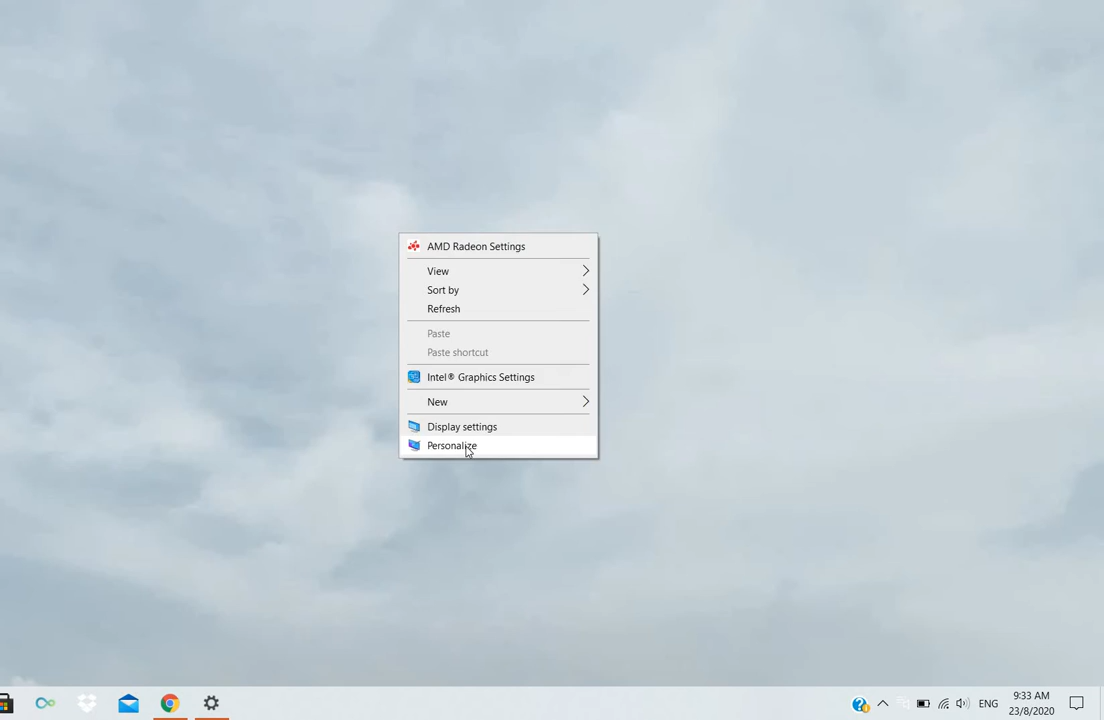 AMD Radeon Settings
View
Sort by
Refresh
Paste
Paste shortcut
Intel® Graphics Settings
New
Display settings
Personalize
ENG
9:33 AM
23/8/2020